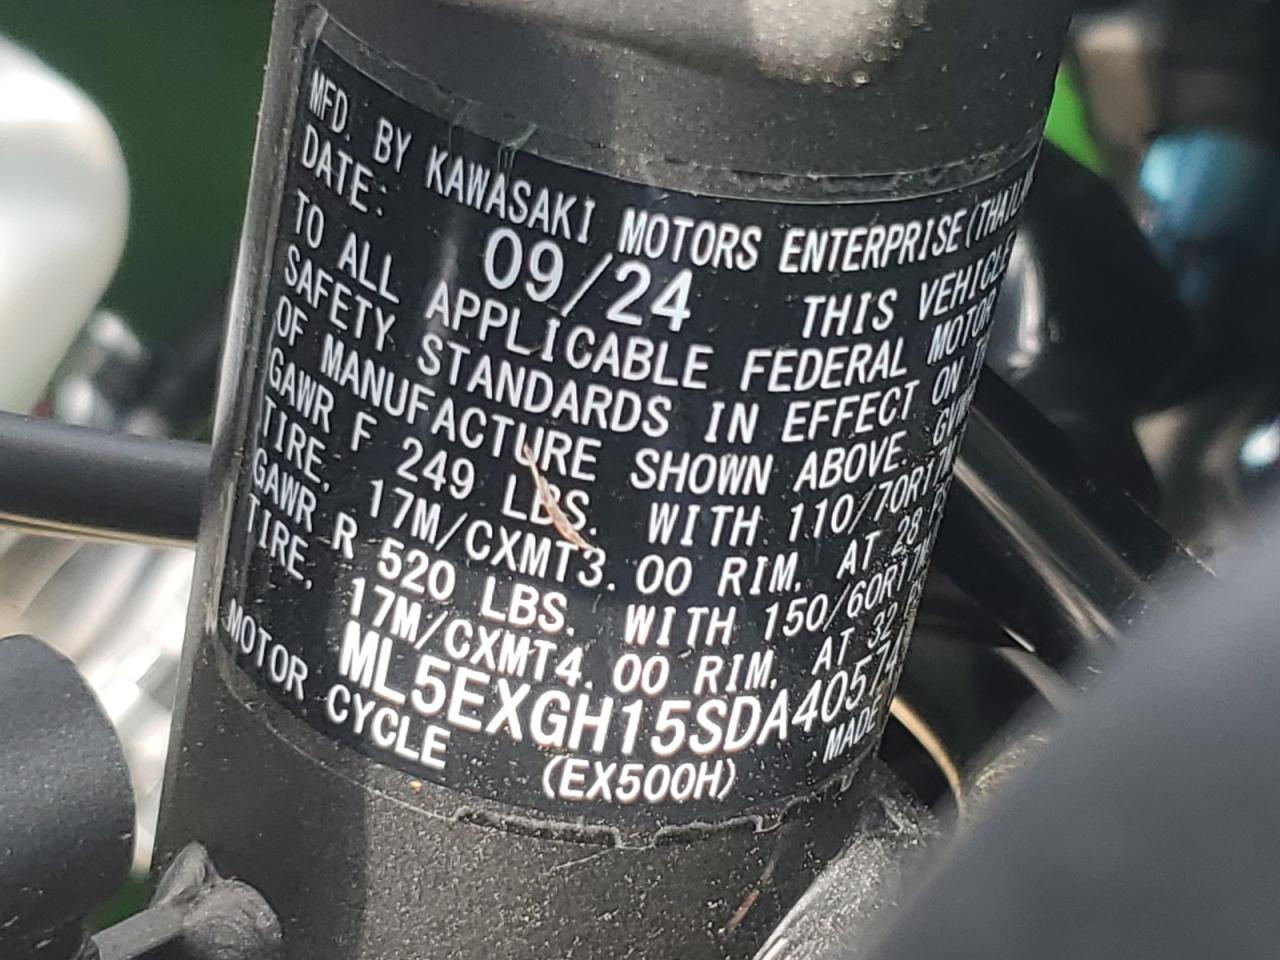 MFD. BY KAWASAKI MOTORS ENTERPRISE(THAIL
DATE: 09/24 THIS VEHICLE
TO ALL APPLICABLE FEDERAL MOTOR
SAFETY STANDARDS IN EFFECT ON
OF MANUFACTURE SHOWN ABOVE.
GAWR F 249 LBS. WITH 110/70R17M
TIRE, 17M/CXMT3.00 RIM, AT 28
GAWR R 520 LBS. WITH 150/60R17M
TIRE, 17M/CXMT4.00 RIM, AT 32
ML5EXGH15SDA40574
MOTOR CYCLE (EX500H) MADE